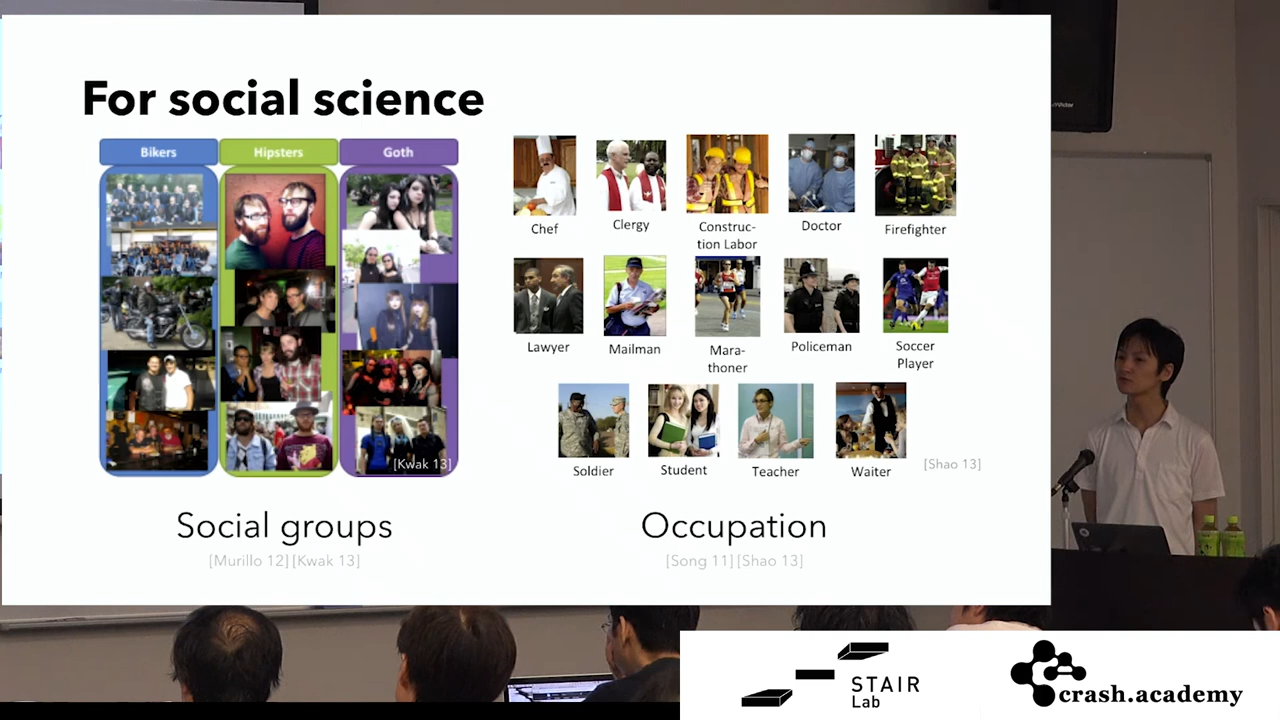 For social science
Bikers
Hipsters
Goth
[Kwak 13]
Chef
Clergy
Construc-
tion Labor
Doctor
Firefighter
Lawyer
Mailman
Mara-
thoner
Policeman
Soccer
Player
Soldier
Student
Teacher
Waiter
[Shao 13]
Social groups
[Murillo 12] [Kwak 13]
Occupation
[Song 11] [Shao 13]
STAIR
Lab
crash.academy